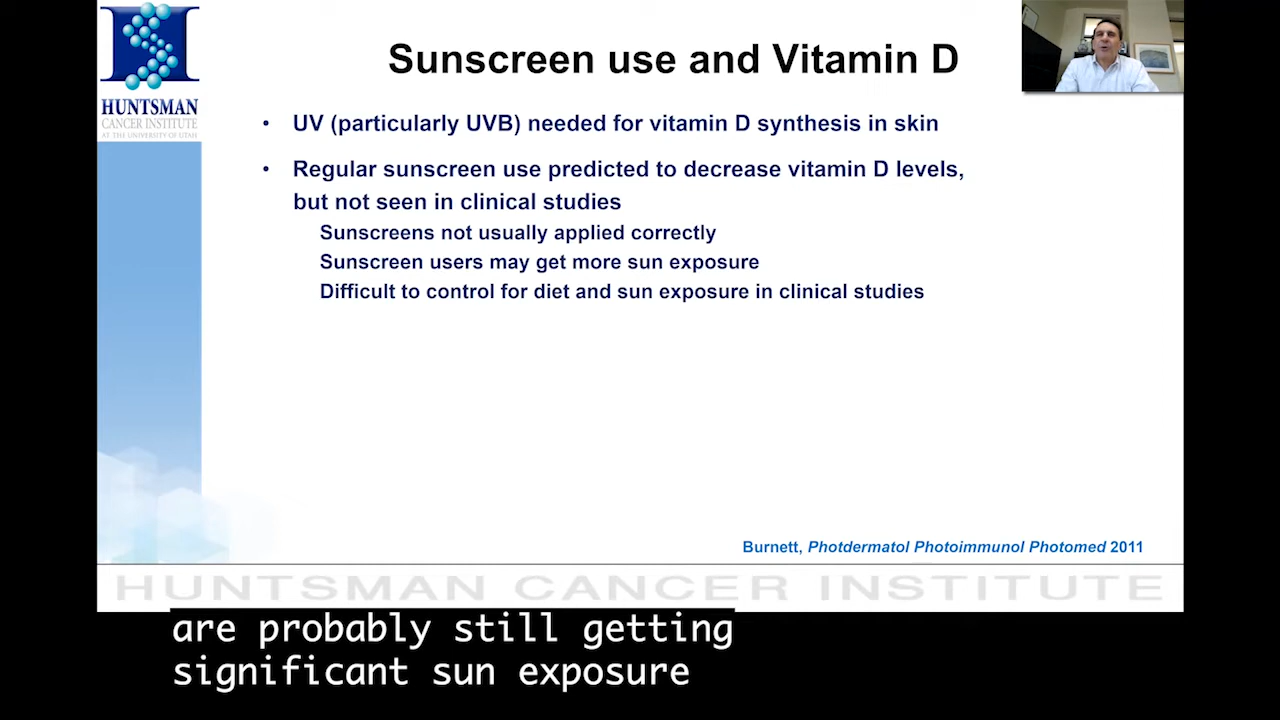 HUNTSMAN
CANCER INSTITUTE
AT THE UNIVERSITY OF UTAH
Sunscreen use and Vitamin D
• UV (particularly UVB) needed for vitamin D synthesis in skin
• Regular sunscreen use predicted to decrease vitamin D levels,
but not seen in clinical studies
Sunscreens not usually applied correctly
Sunscreen users may get more sun exposure
Difficult to control for diet and sun exposure in clinical studies
Burnett, Photdermatol Photoimmunol Photomed 2011
HUNTSMAN CANCER INSTITUTE
are probably still getting
significant sun exposure